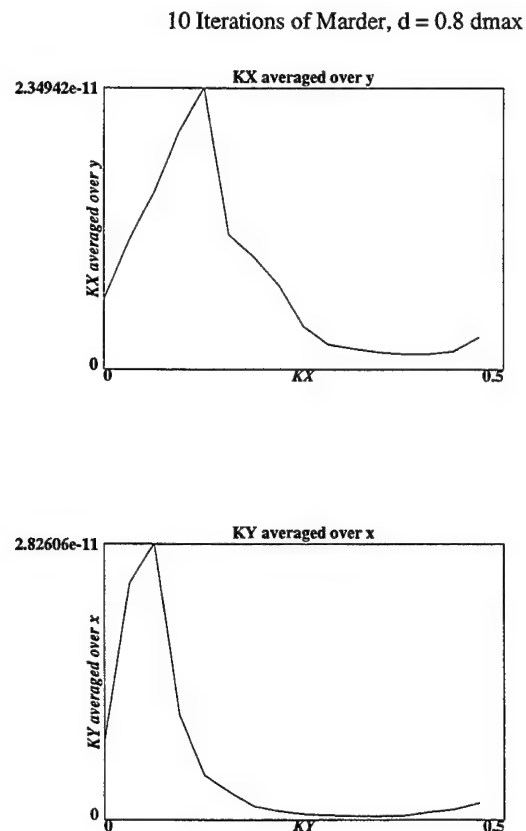 10 Iterations of Marder, d = 0.8 dmax
KX averaged over y
2.34942e-11
KX averaged over y
0
0
KX
0.5
KY averaged over x
2.82606e-11
KY averaged over x
0
0
KY
0.5